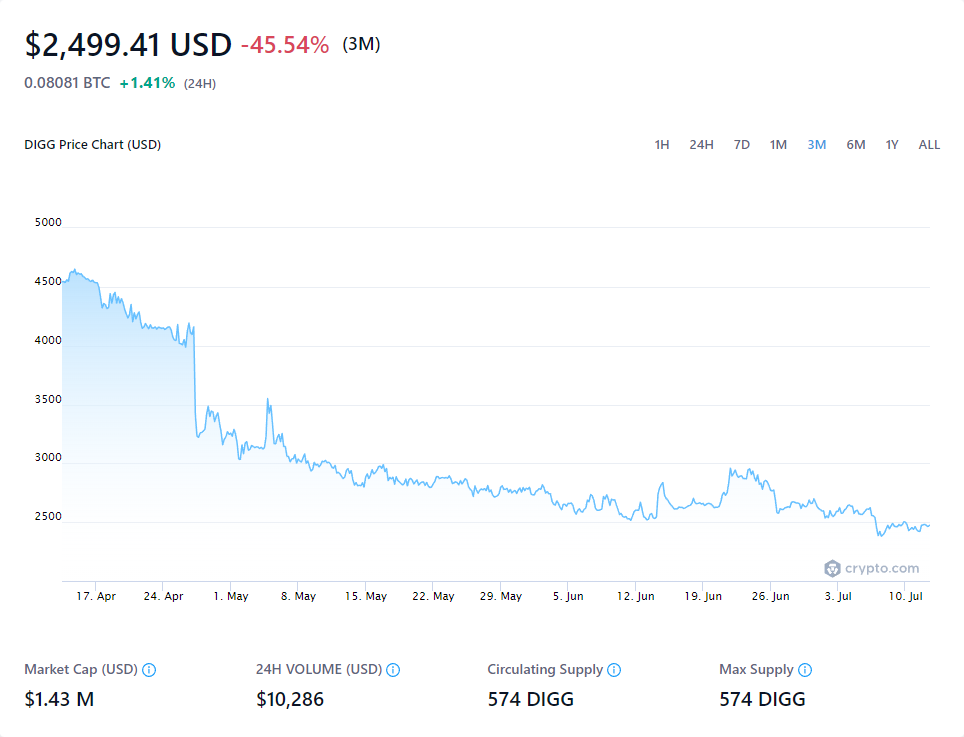 $2,499.41 USD -45.54% (3M)
0.08081 BTC +1.41% (24H)
DIGG Price Chart (USD) 1H 24H 7D 1M 3M 6M 1Y ALL
5000
4500
4000
3500
3000
2500
crypto.com
17. Apr 24. Apr 1. May 8. May 15. May 22. May 29. May 5. Jun 12. Jun 19. Jun 26. Jun 3. Jul 10. Jul
Market Cap (USD) 24H VOLUME (USD) Circulating Supply Max Supply
$1.43 M $10,286 574 DIGG 574 DIGG